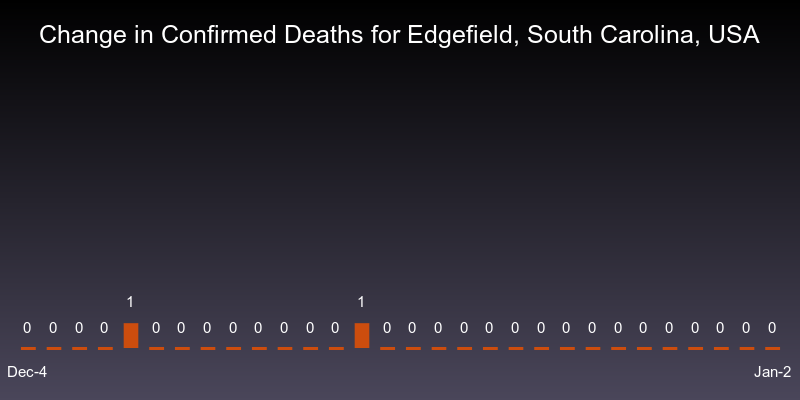 Change in Confirmed Deaths for Edgefield, South Carolina, USA
1 1
0 0 0 0 0 0 0 0 0 0 0 0 0 0 0 0 0 0 0 0 0 0 0 0 0 0 0 0
Dec-4 Jan-2